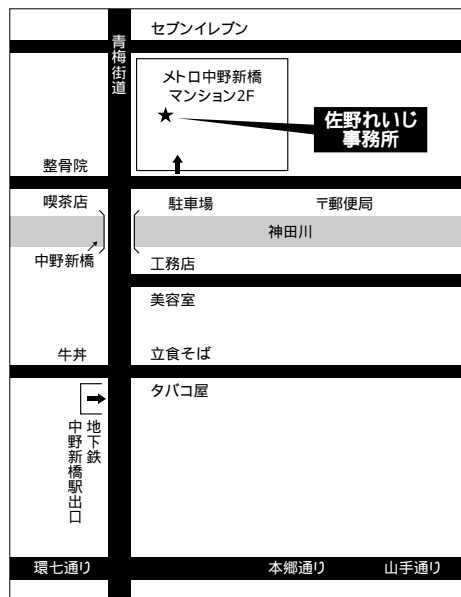 セブンイレブン
青梅街道
メトロ中野新橋
マンション2F
★
佐野れいじ
事務所
整骨院
喫茶店
駐車場
〒郵便局
神田川
中野新橋
工務店
美容室
牛丼
立食そば
タバコ屋
地下鉄
中野新橋駅出口
環七通り
本郷通り
山手通り